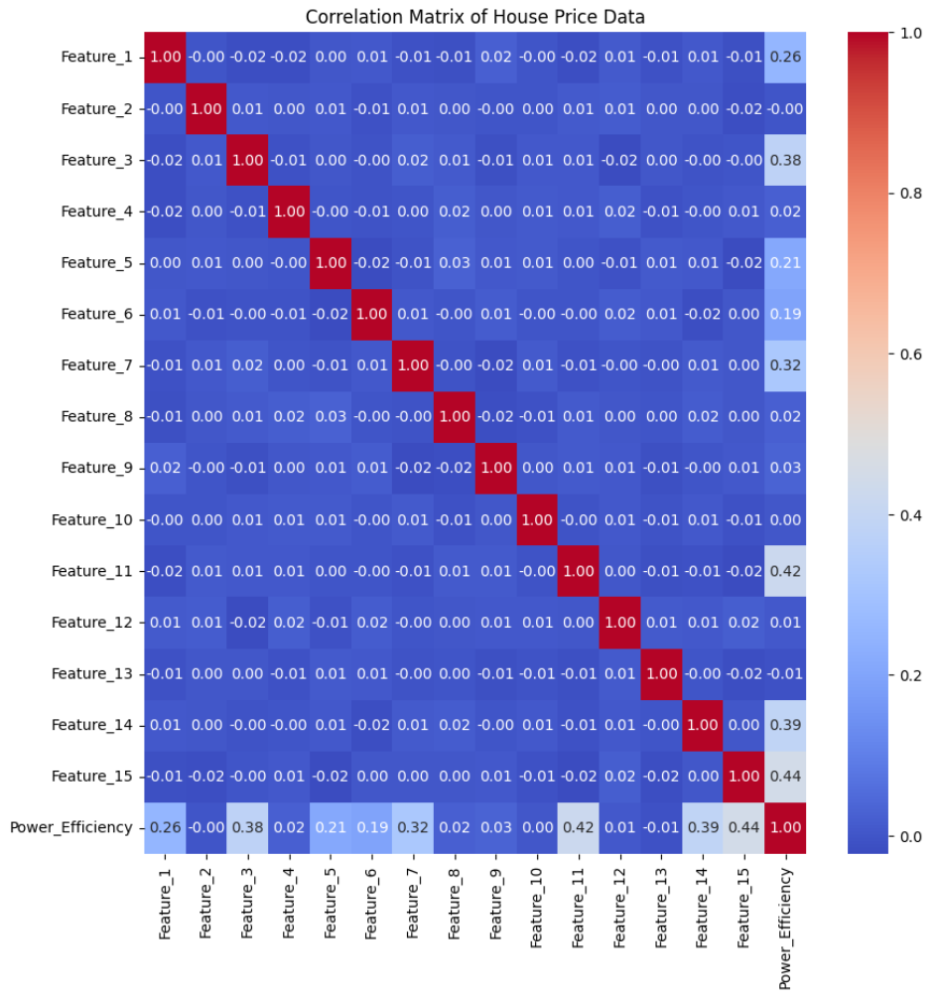 Correlation Matrix of House Price Data
Feature_1 1.00 -0.00 -0.02 -0.02 0.00 0.01 -0.01 -0.01 0.02 -0.00 -0.02 0.01 -0.01 0.01 -0.01 0.26
Feature_2 -0.00 1.00 0.01 0.00 0.01 -0.01 0.01 0.00 -0.00 0.00 0.01 0.01 0.00 0.00 -0.02 -0.00
Feature_3 -0.02 0.01 1.00 -0.01 0.00 -0.00 0.02 0.01 -0.01 0.01 0.01 -0.02 0.00 -0.00 -0.00 0.38
Feature_4 -0.02 0.00 -0.01 1.00 -0.00 -0.01 0.00 0.02 0.00 0.01 0.01 0.02 -0.01 -0.00 0.01 0.02
Feature_5 0.00 0.01 0.00 -0.00 1.00 -0.02 -0.01 0.03 0.01 0.01 0.00 -0.01 0.01 0.01 -0.02 0.21
Feature_6 0.01 -0.01 -0.00 -0.01 -0.02 1.00 0.01 -0.00 0.01 -0.00 -0.00 0.02 0.01 -0.02 0.00 0.19
Feature_7 -0.01 0.01 0.02 0.00 -0.01 0.01 1.00 -0.00 -0.02 0.01 -0.01 -0.00 -0.00 0.01 0.00 0.32
Feature_8 -0.01 0.00 0.01 0.02 0.03 -0.00 -0.00 1.00 -0.02 -0.01 0.01 0.00 0.00 0.02 0.00 0.02
Feature_9 0.02 -0.00 -0.01 0.00 0.01 0.01 -0.02 -0.02 1.00 0.00 0.01 0.01 -0.01 -0.00 0.01 0.03
Feature_10 -0.00 0.00 0.01 0.01 0.01 -0.00 0.01 -0.01 0.00 1.00 -0.00 0.01 -0.01 0.01 -0.01 0.00
Feature_11 -0.02 0.01 0.01 0.01 0.00 -0.00 -0.01 0.01 0.01 -0.00 1.00 0.00 -0.01 -0.01 -0.02 0.42
Feature_12 0.01 0.01 -0.02 0.02 -0.01 0.02 -0.00 0.00 0.01 0.01 0.00 1.00 0.01 0.01 0.02 0.01
Feature_13 -0.01 0.00 0.00 -0.01 0.01 0.01 -0.00 0.00 -0.01 -0.01 -0.01 0.01 1.00 -0.00 -0.02 -0.01
Feature_14 0.01 0.00 -0.00 -0.00 0.01 -0.02 0.01 0.02 -0.00 0.01 -0.01 0.01 -0.00 1.00 0.00 0.39
Feature_15 -0.01 -0.02 -0.00 0.01 -0.02 0.00 0.00 0.00 0.01 -0.01 -0.02 0.02 -0.02 0.00 1.00 0.44
Power_Efficiency 0.26 -0.00 0.38 0.02 0.21 0.19 0.32 0.02 0.03 0.00 0.42 0.01 -0.01 0.39 0.44 1.00
Feature_1 Feature_2 Feature_3 Feature_4 Feature_5 Feature_6 Feature_7 Feature_8 Feature_9 Feature_10 Feature_11 Feature_12 Feature_13 Feature_14 Feature_15 Power_Efficiency
1.0
0.8
0.6
0.4
0.2
0.0